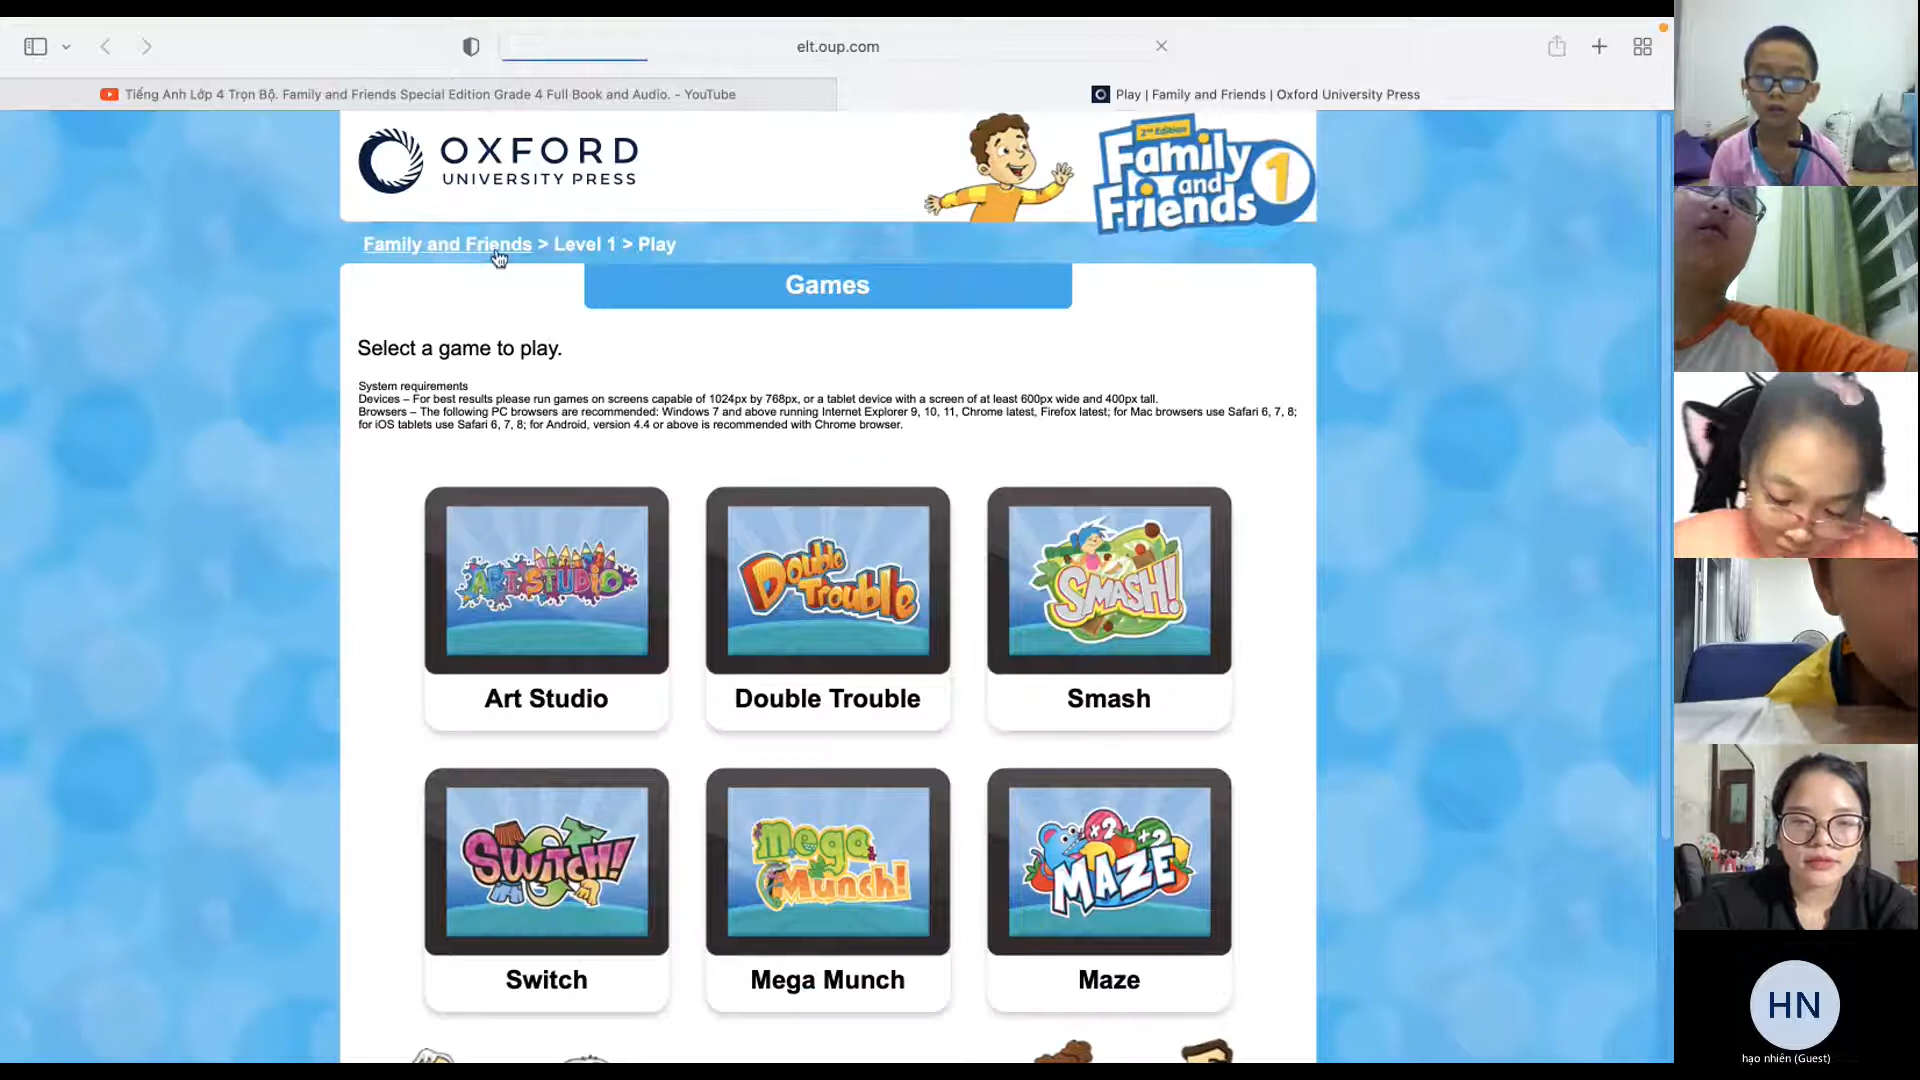 elt.oup.com
Tiếng Anh Lớp 4 Trọn Bộ. Family and Friends Special Edition Grade 4 Full Book and Audio. - YouTube
Play | Family and Friends | Oxford University Press
OXFORD
UNIVERSITY PRESS
2nd Edition
Family
and
Friends
1
Family and Friends > Level 1 > Play
Games
Select a game to play.
System requirements
Devices – For best results please run games on screens capable of 1024px by 768px, or a tablet device with a screen of at least 600px wide and 400px tall.
Browsers – The following PC browsers are recommended: Windows 7 and above running Internet Explorer 9, 10, 11, Chrome latest, Firefox latest; for Mac browsers use Safari 6, 7, 8;
for iOS tablets use Safari 6, 7, 8; for Android, version 4.4 or above is recommended with Chrome browser.
ART STUDIO
Double
Trouble
SMASH!
Art Studio
Double Trouble
Smash
SWITCH!
Mega
Munch!
+2
+2
MAZE
Switch
Mega Munch
Maze
HN
hạo nhiên (Guest)